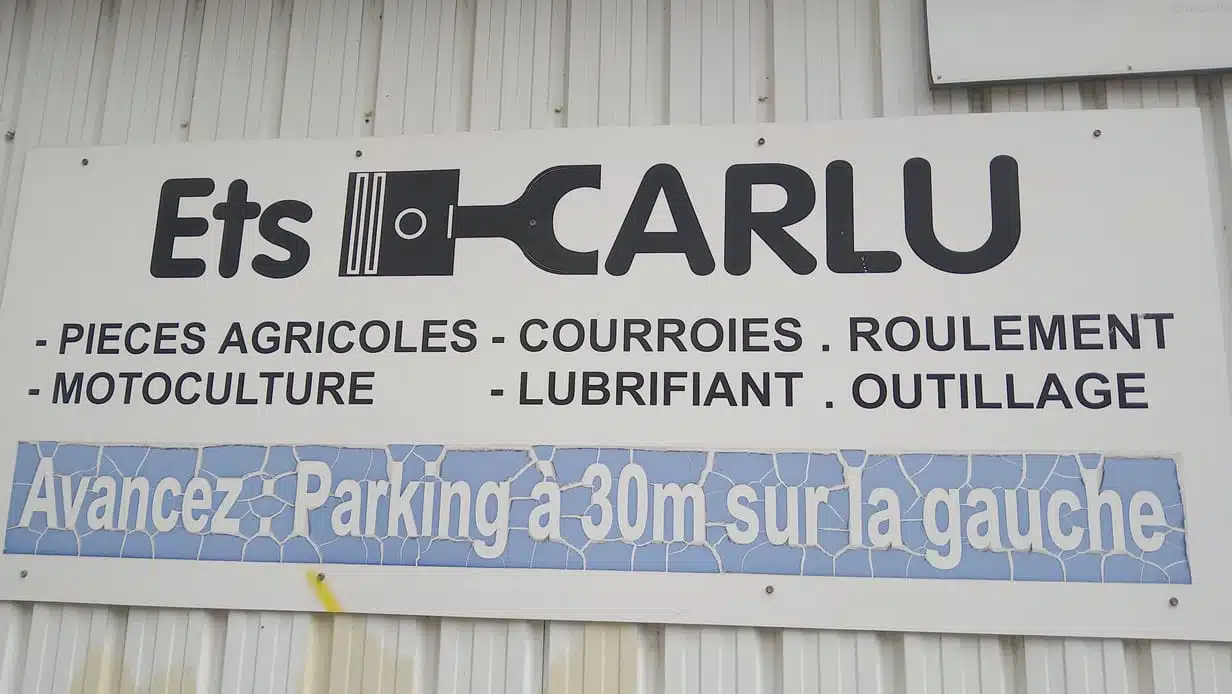 Ets CARLU
- PIECES AGRICOLES - COURROIES . ROULEMENT
- MOTOCULTURE - LUBRIFIANT . OUTILLAGE
Avancez : Parking à 30m sur la gauche